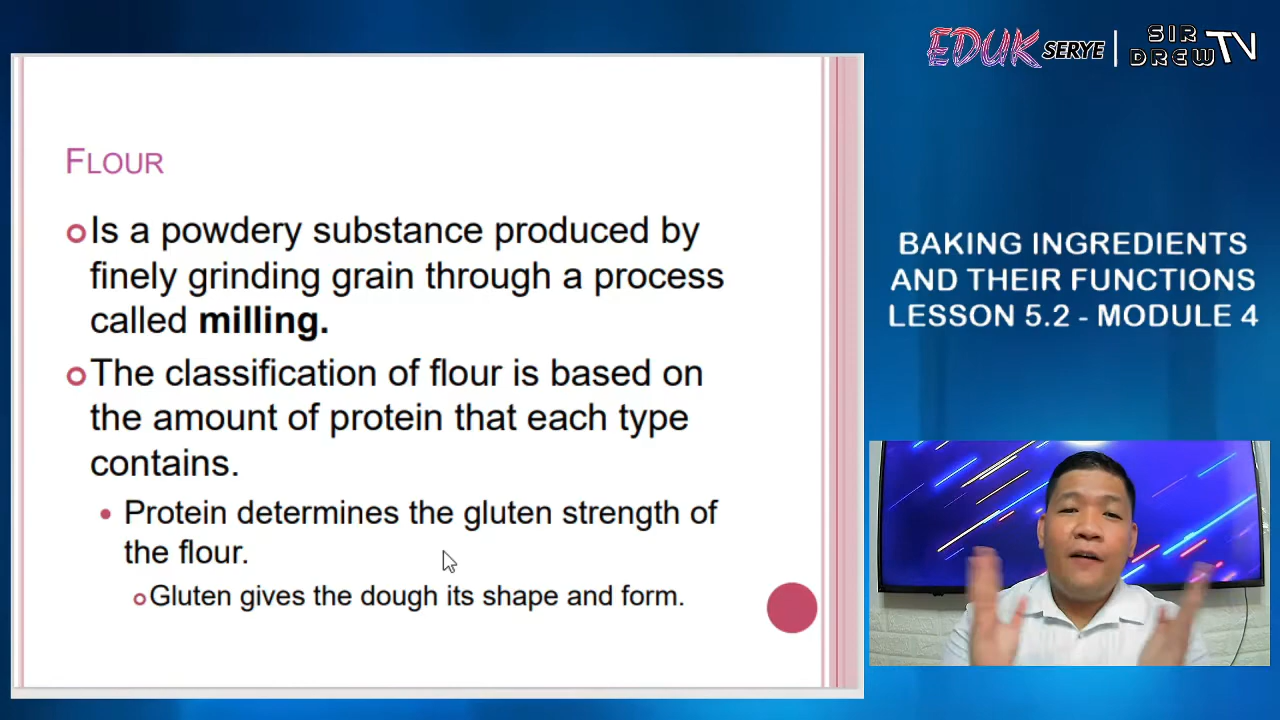 EDUK SERYE | SIR DREW TV
FLOUR
Is a powdery substance produced by
finely grinding grain through a process
called milling.
The classification of flour is based on
the amount of protein that each type
contains.
Protein determines the gluten strength of
the flour.
Gluten gives the dough its shape and form.
BAKING INGREDIENTS
AND THEIR FUNCTIONS
LESSON 5.2 - MODULE 4